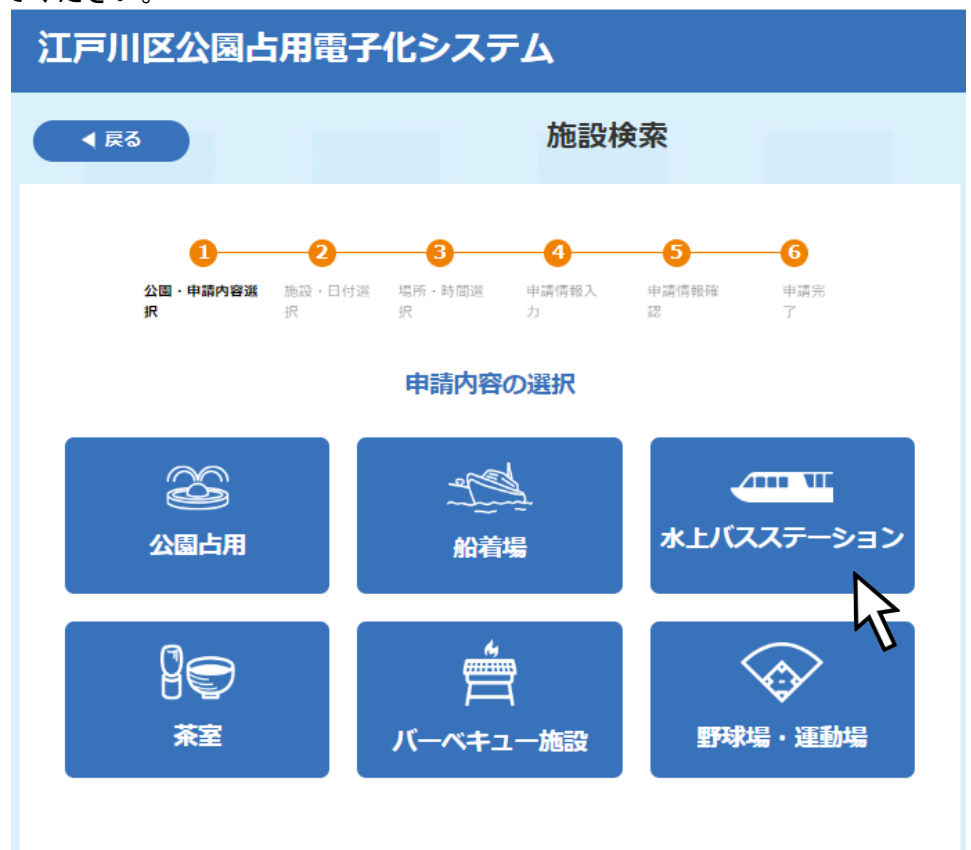 江戸川区公園占用電子化システム
◀ 戻る
施設検索
1 2 3 4 5 6
公園・申請内容選択
施設・日付選択
場所・時間選択
申請情報入力
申請情報確認
申請完了
申請内容の選択
公園占用
船着場
水上バスステーション
茶室
バーベキュー施設
野球場・運動場